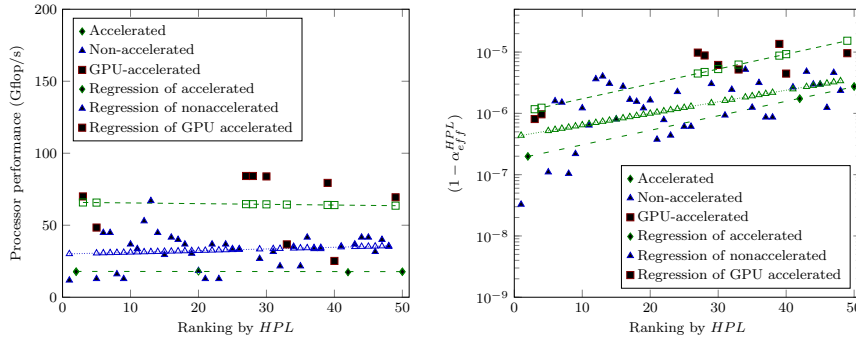 Processor performance (Gflop/s)
200
150
100
50
0
0
10
20
30
40
50
Ranking by HPL
Accelerated
Non-accelerated
GPU-accelerated
Regression of accelerated
Regression of nonaccelerated
Regression of GPU accelerated
(1 − α_{eff}^{HPL})
10⁻⁵
10⁻⁶
10⁻⁷
10⁻⁸
10⁻⁹
0
10
20
30
40
50
Ranking by HPL
Accelerated
Non-accelerated
GPU-accelerated
Regression of accelerated
Regression of nonaccelerated
Regression of GPU accelerated